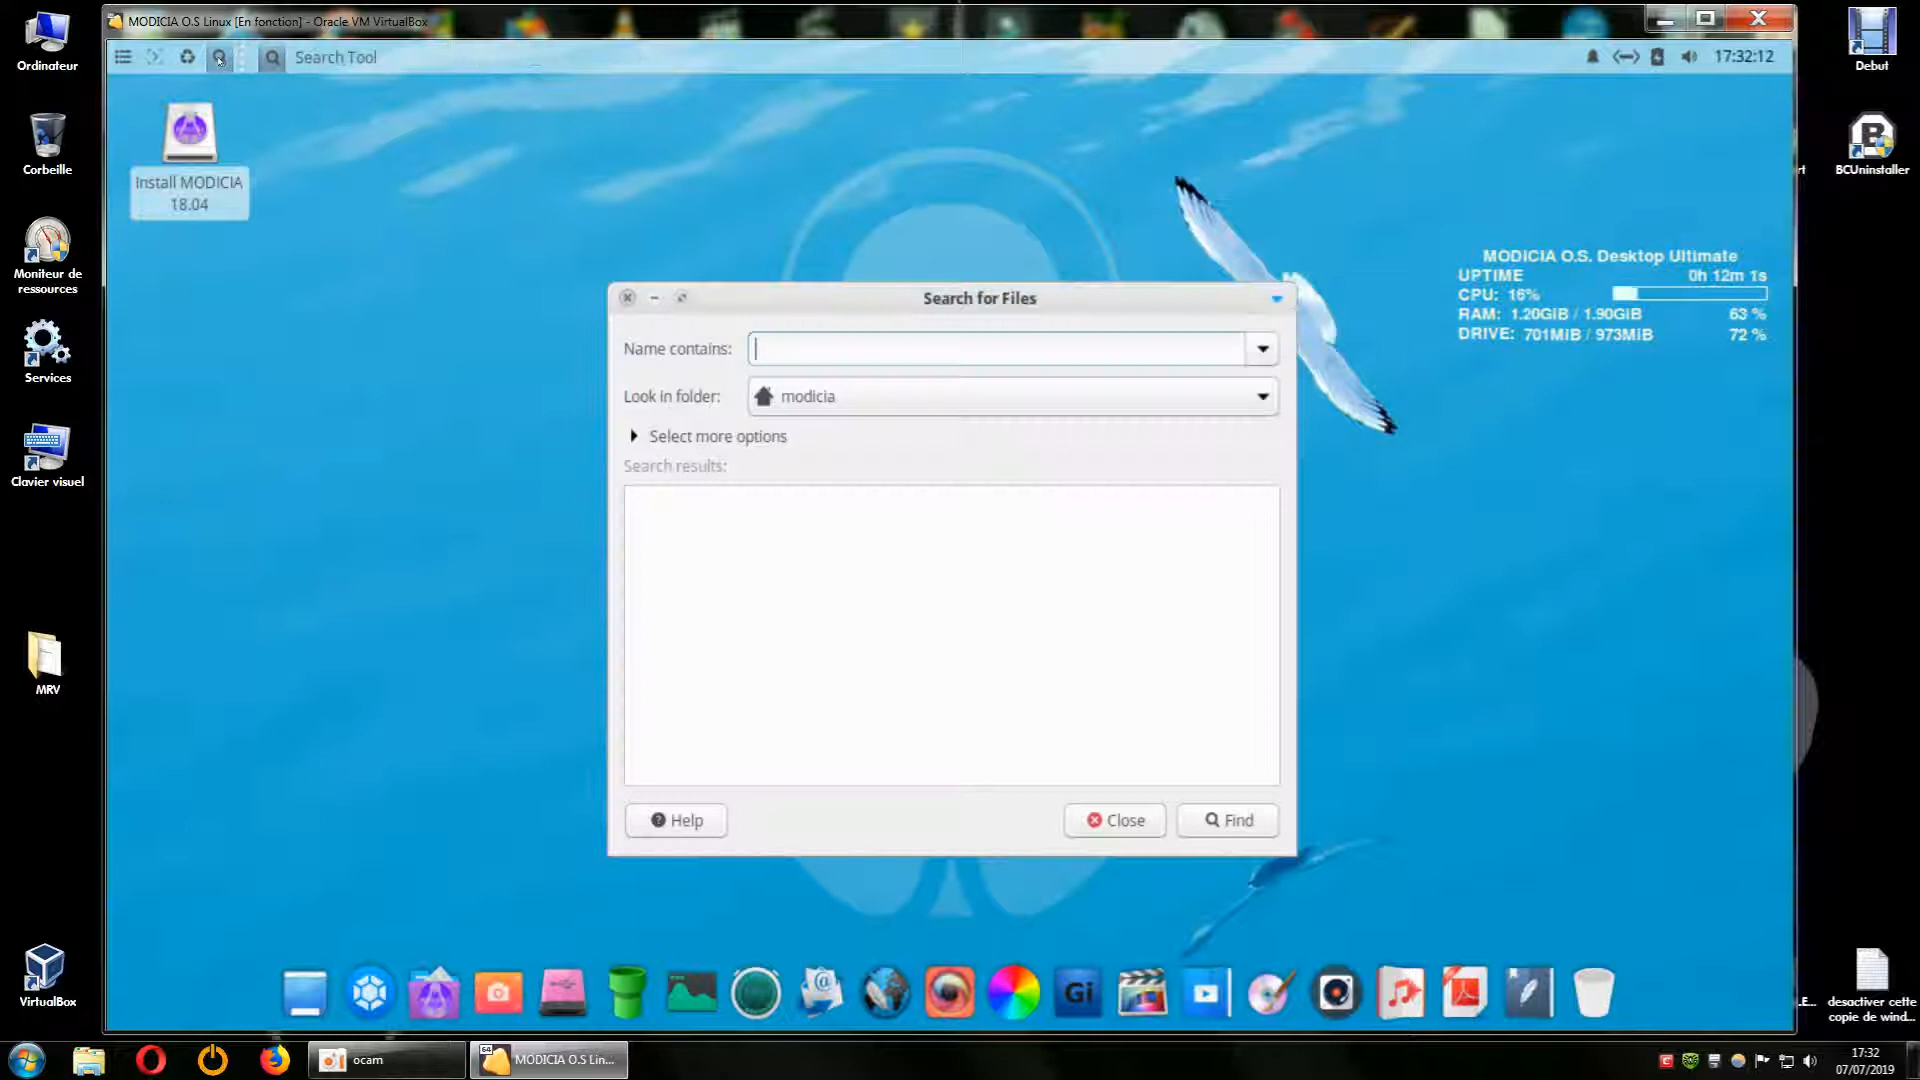 MODICIA O.S Linux [En fonction] - Oracle VM VirtualBox
Search Tool
17:32:12
Ordinateur
Corbeille
Moniteur de
ressources
Services
Clavier visuel
MRV
VirtualBox
Install MODICIA
18.04
MODICIA O.S. Desktop Ultimate
UPTIME 0h 12m 1s
CPU: 16%
RAM: 1.20GiB / 1.90GiB 63 %
DRIVE: 701MiB / 973MiB 72 %
Search for Files
Name contains:
Look in folder: modicia
Select more options
Search results:
Help
Close
Find
Gi
Debut
B
BCUninstaller
desactiver cette
copie de wind...
ocam
64
MODICIA O.S Lin...
17:32
07/07/2019